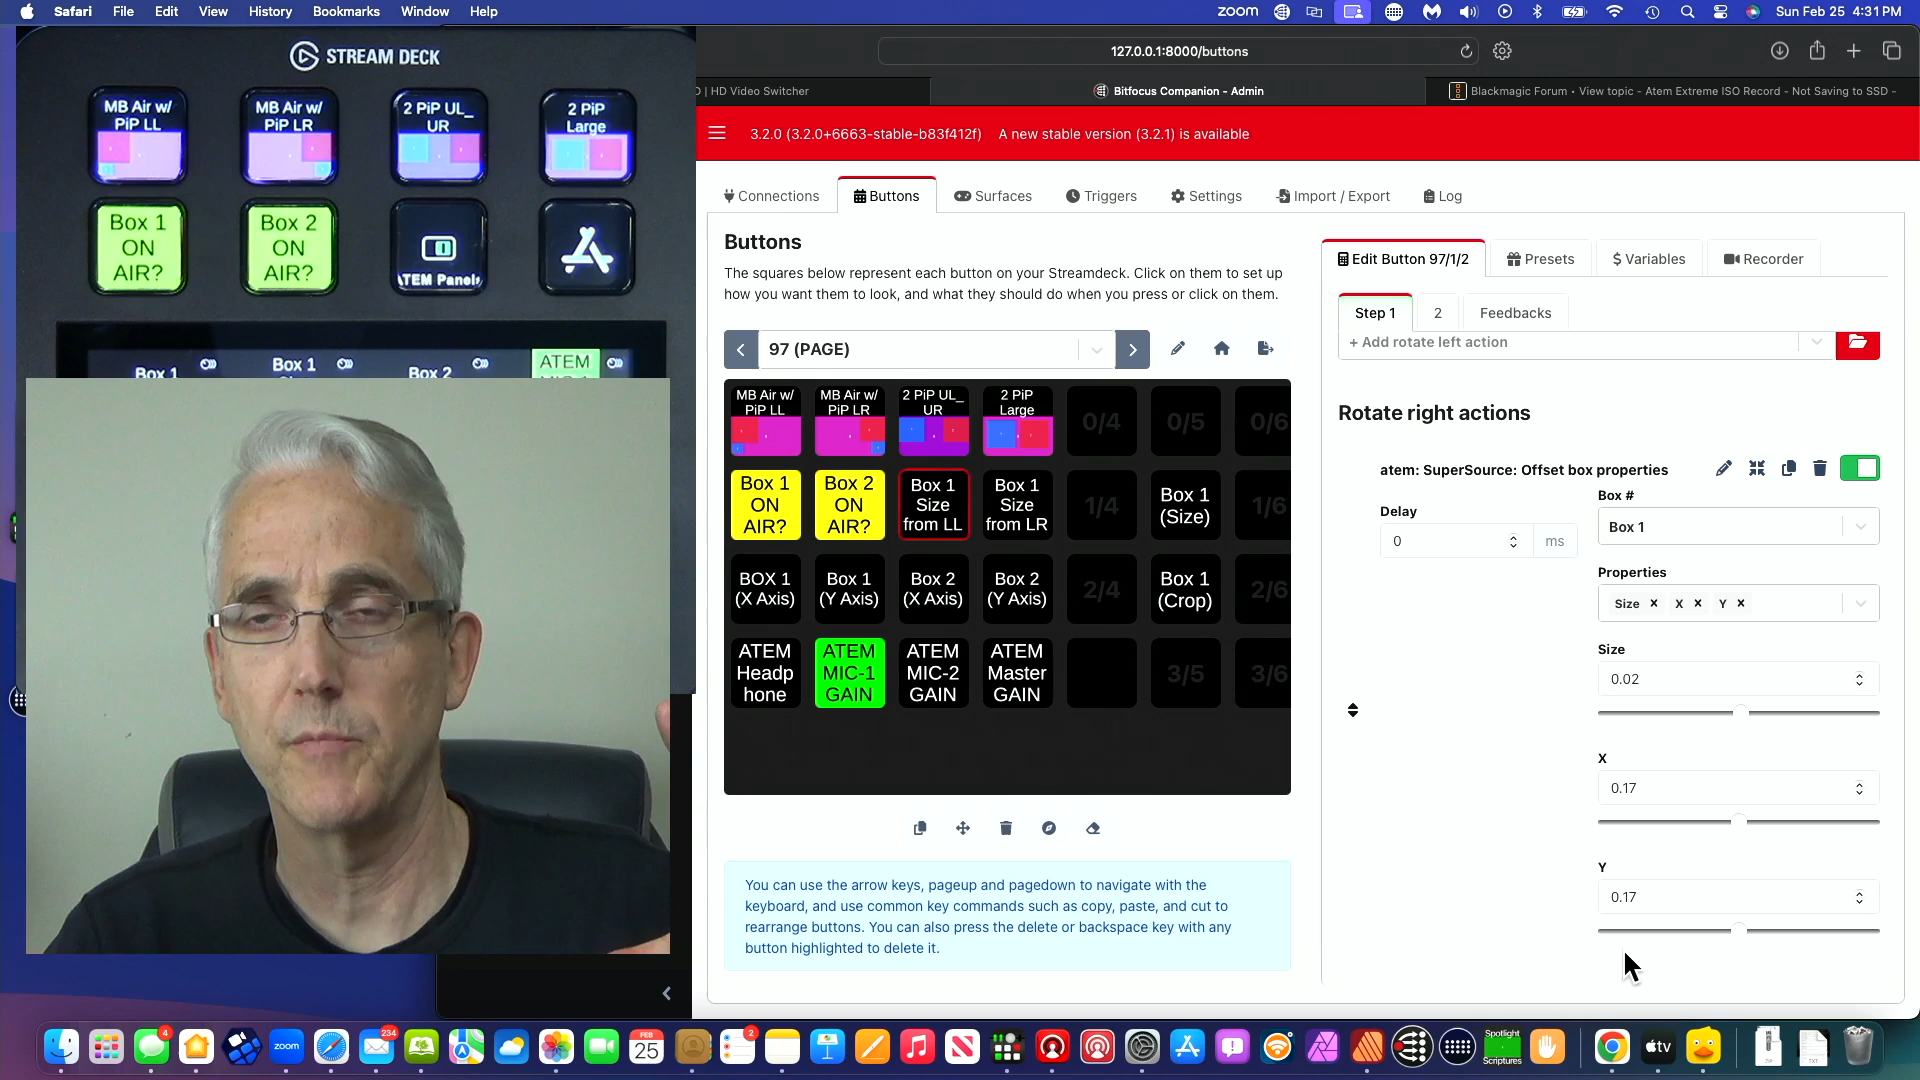 Safari File Edit View History Bookmarks Window Help
zoom
Sun Feb 25 4:31 PM
STREAM DECK
MB Air w/
PiP LL
MB Air w/
PiP LR
2 PiP UL_
UR
2 PiP
Large
Box 1
ON
AIR?
Box 2
ON
AIR?
ATEM Panels
Box 1
Box 1
Box 2
ATEM
127.0.0.1:8000/buttons
| HD Video Switcher
Bitfocus Companion - Admin
Blackmagic Forum • View topic - Atem Extreme ISO Record - Not Saving to SSD -
3.2.0 (3.2.0+6663-stable-b83f412f) A new stable version (3.2.1) is available
Connections
Buttons
Surfaces
Triggers
Settings
Import / Export
Log
Buttons
The squares below represent each button on your Streamdeck. Click on them to set up
how you want them to look, and what they should do when you press or click on them.
97 (PAGE)
MB Air w/
PiP LL
MB Air w/
PiP LR
2 PiP UL_
UR
2 PiP
Large
0/4
0/5
0/6
Box 1
ON
AIR?
Box 2
ON
AIR?
Box 1
Size
from LL
Box 1
Size
from LR
1/4
Box 1
(Size)
1/6
BOX 1
(X Axis)
Box 1
(Y Axis)
Box 2
(X Axis)
Box 2
(Y Axis)
2/4
Box 1
(Crop)
2/6
ATEM
Headp
hone
ATEM
MIC-1
GAIN
ATEM
MIC-2
GAIN
ATEM
Master
GAIN
3/5
3/6
You can use the arrow keys, pageup and pagedown to navigate with the
keyboard, and use common key commands such as copy, paste, and cut to
rearrange buttons. You can also press the delete or backspace key with any
button highlighted to delete it.
Edit Button 97/1/2
Presets
$ Variables
Recorder
Step 1
2
Feedbacks
+ Add rotate left action
Rotate right actions
atem: SuperSource: Offset box properties
Delay
0
ms
Box #
Box 1
Properties
Size × X × Y ×
Size
0.02
X
0.17
Y
0.17
4
zoom
234
FEB
25
2
Spotlight
Scriptures
tv
ZIP
TXT